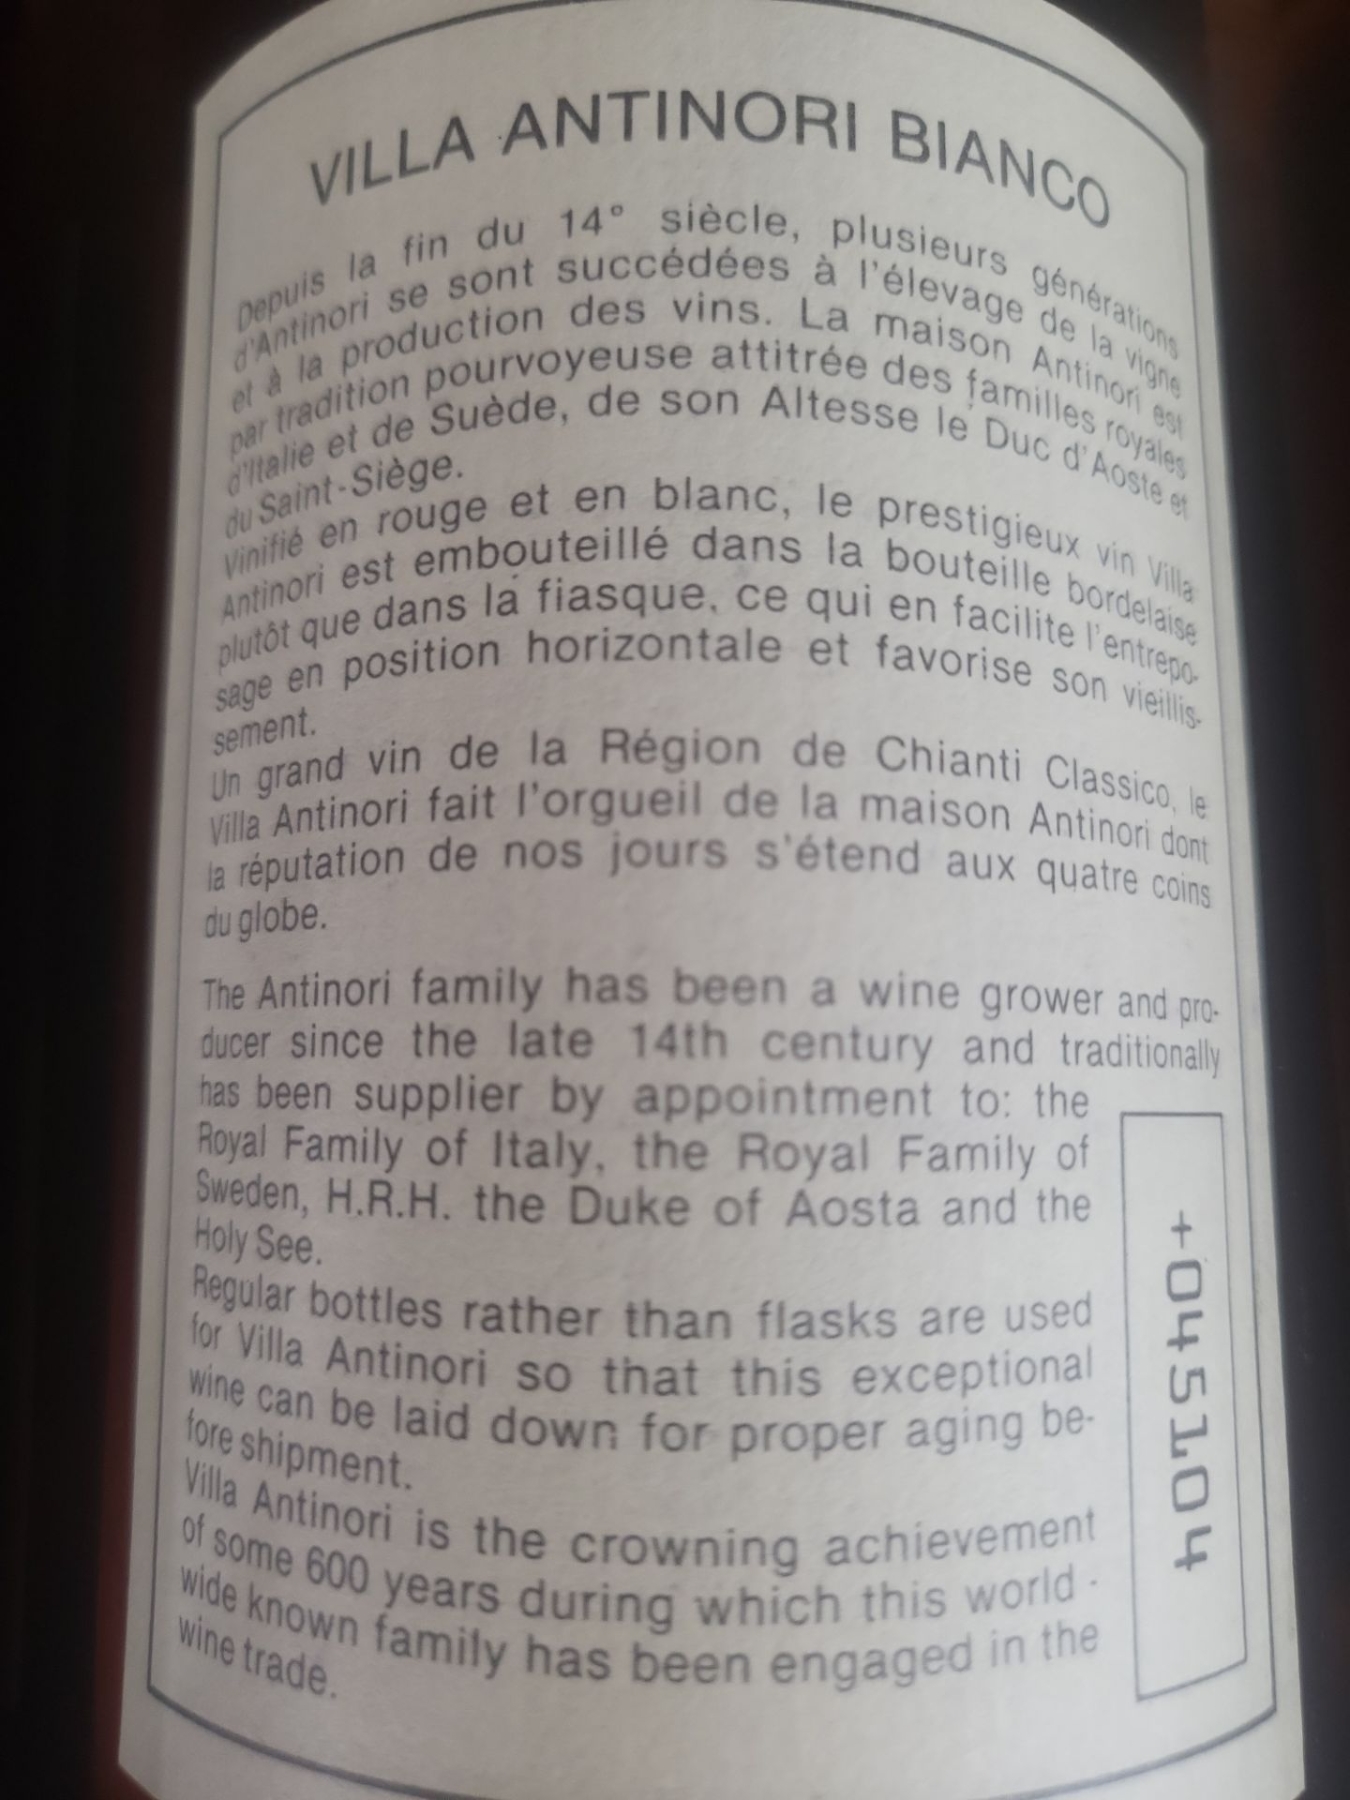 VILLA ANTINORI BIANCO
Depuis la fin du 14° siècle, plusieurs générations
d'Antinori se sont succédées à l'élevage de la vigne
et à la production des vins. La maison Antinori est
par tradition pourvoyeuse attitrée des familles royales
d'Italie et de Suède, de son Altesse le Duc d'Aoste et
du Saint-Siège.
Vinifié en rouge et en blanc, le prestigieux vin Villa
Antinori est embouteillé dans la bouteille bordelaise
plutôt que dans la fiasque, ce qui en facilite l'entrepo-
sage en position horizontale et favorise son vieillis-
sement.
Un grand vin de la Région de Chianti Classico, le
Villa Antinori fait l'orgueil de la maison Antinori dont
la réputation de nos jours s'étend aux quatre coins
du globe.
The Antinori family has been a wine grower and pro-
ducer since the late 14th century and traditionally
has been supplier by appointment to: the
Royal Family of Italy, the Royal Family of
Sweden, H.R.H. the Duke of Aosta and the
Holy See.
Regular bottles rather than flasks are used
for Villa Antinori so that this exceptional
wine can be laid down for proper aging be-
fore shipment.
Villa Antinori is the crowning achievement
of some 600 years during which this world -
wide known family has been engaged in the
wine trade.
+045104